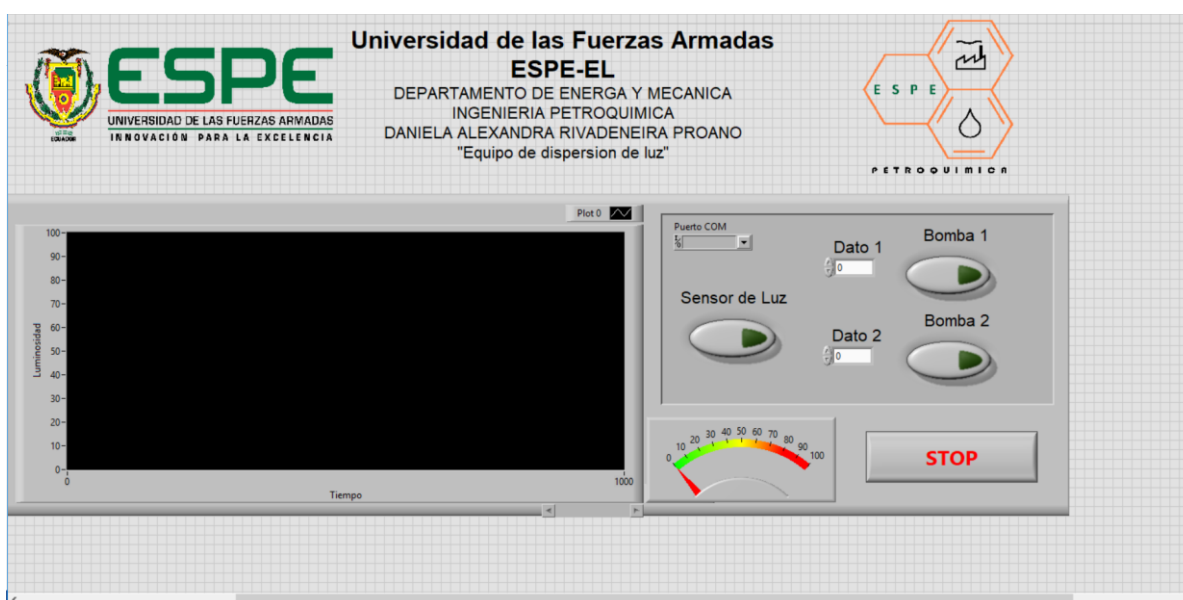 Universidad de las Fuerzas Armadas
ESPE-EL
DEPARTAMENTO DE ENERGA Y MECANICA
INGENIERIA PETROQUIMICA
DANIELA ALEXANDRA RIVADENEIRA PROANO
"Equipo de dispersion de luz"
ESPE
UNIVERSIDAD DE LAS FUERZAS ARMADAS
INNOVACIÓN PARA LA EXCELENCIA
ECUADOR
ESPE
PETROQUIMICA
Plot 0
100
90
80
70
60
50
40
30
20
10
0
Luminosidad
0
1000
Tiempo
Puerto COM
Sensor de Luz
Dato 1
0
Bomba 1
Dato 2
0
Bomba 2
0 10 20 30 40 50 60 70 80 90 100
STOP